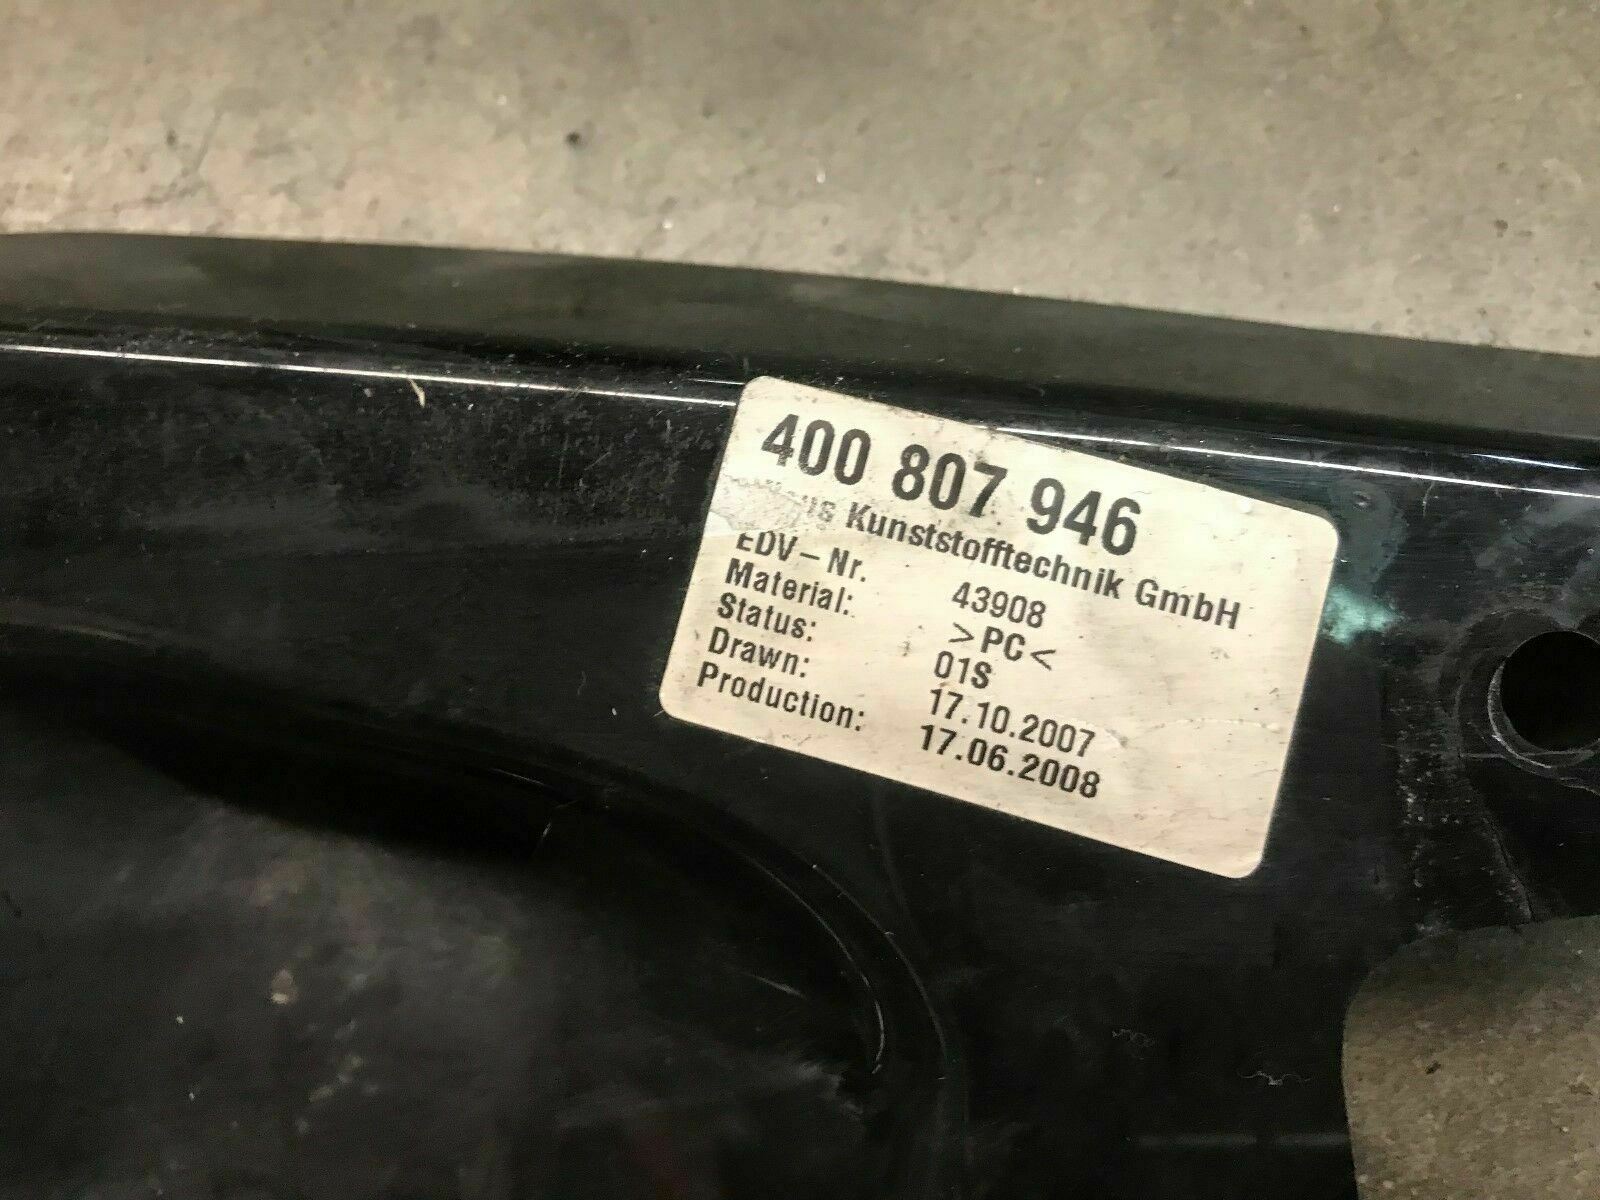 400 807 946
Kunststofftechnik GmbH
EDV-Nr. 43908
Material: >PC<
Status: 01S
Drawn: 17.10.2007
Production: 17.06.2008